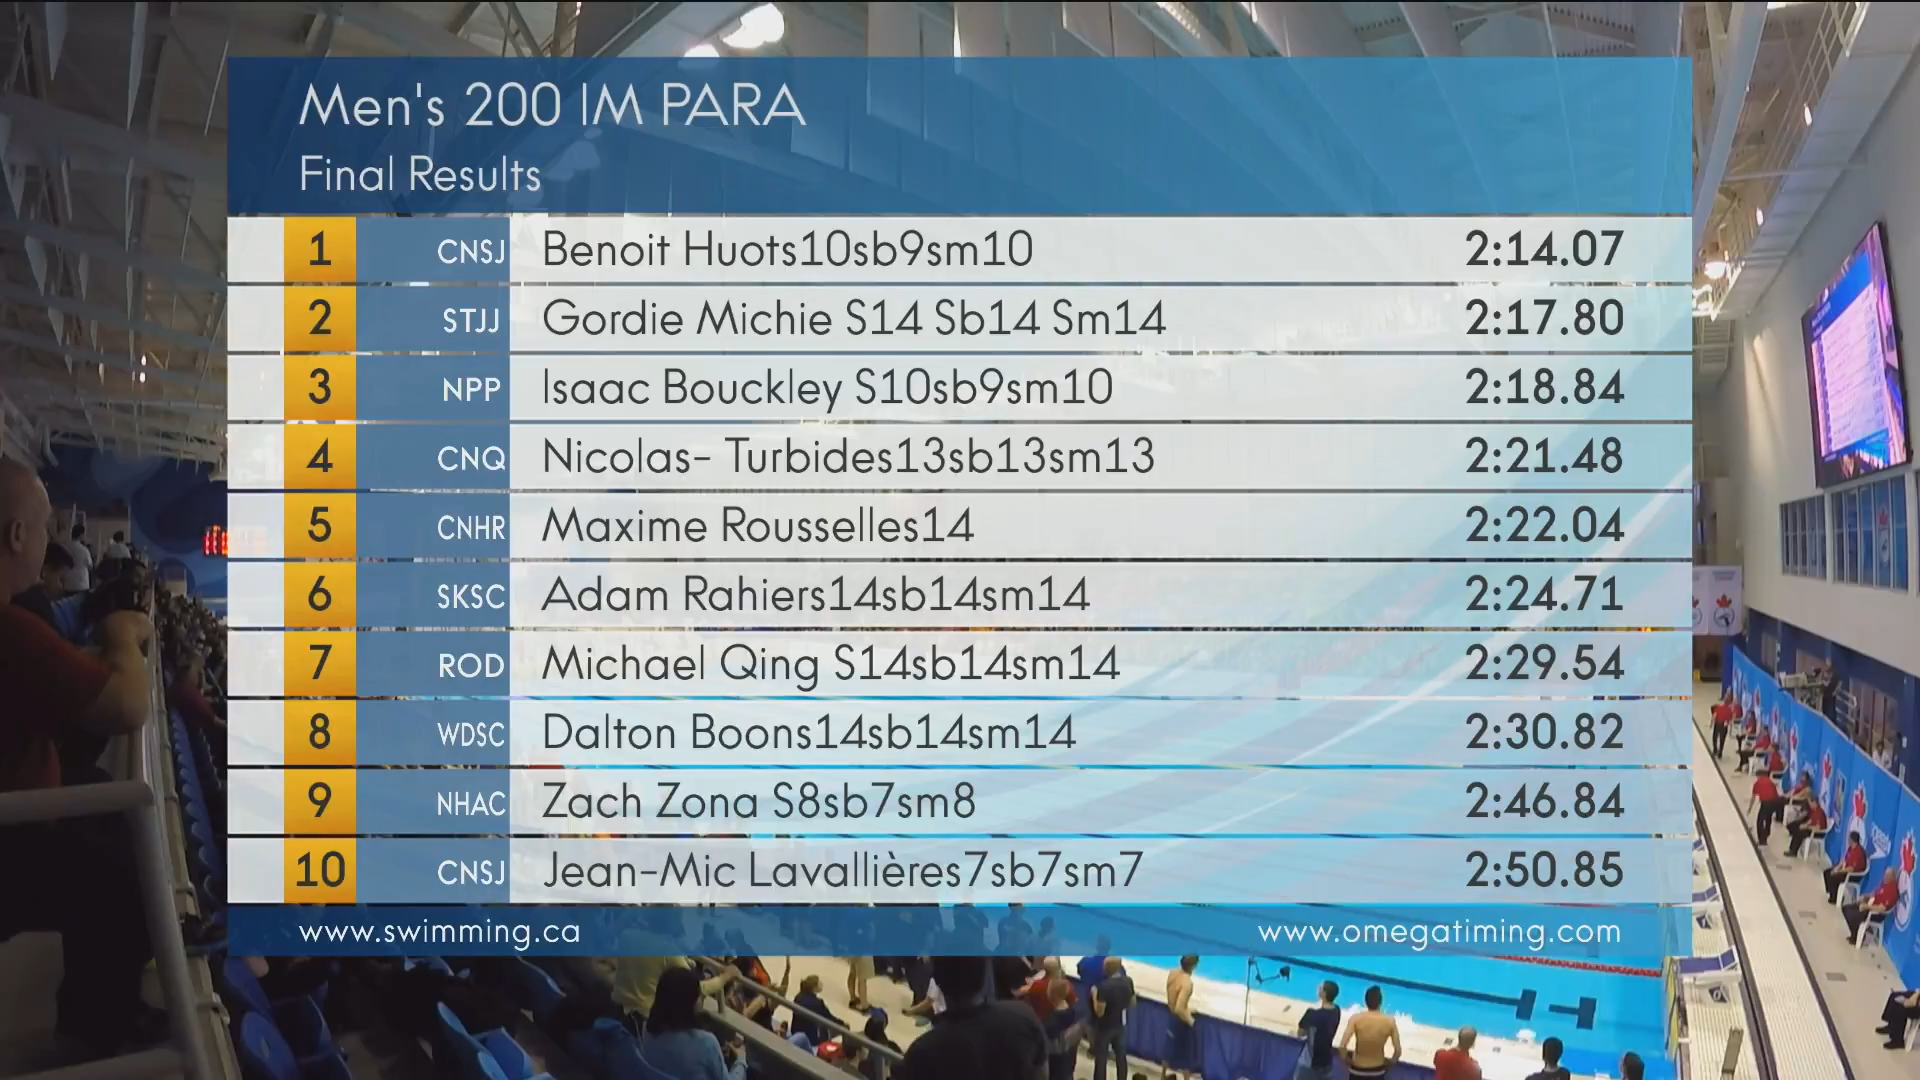 Men's 200 IM PARA
Final Results
1 CNSJ Benoit Huots10sb9sm10 2:14.07
2 STJJ Gordie Michie S14 Sb14 Sm14 2:17.80
3 NPP Isaac Bouckley S10sb9sm10 2:18.84
4 CNQ Nicolas- Turbides13sb13sm13 2:21.48
5 CNHR Maxime Rousselles14 2:22.04
6 SKSC Adam Rahiers14sb14sm14 2:24.71
7 ROD Michael Qing S14sb14sm14 2:29.54
8 WDSC Dalton Boons14sb14sm14 2:30.82
9 NHAC Zach Zona S8sb7sm8 2:46.84
10 CNSJ Jean-Mic Lavallières7sb7sm7 2:50.85
www.swimming.ca www.omegatiming.com